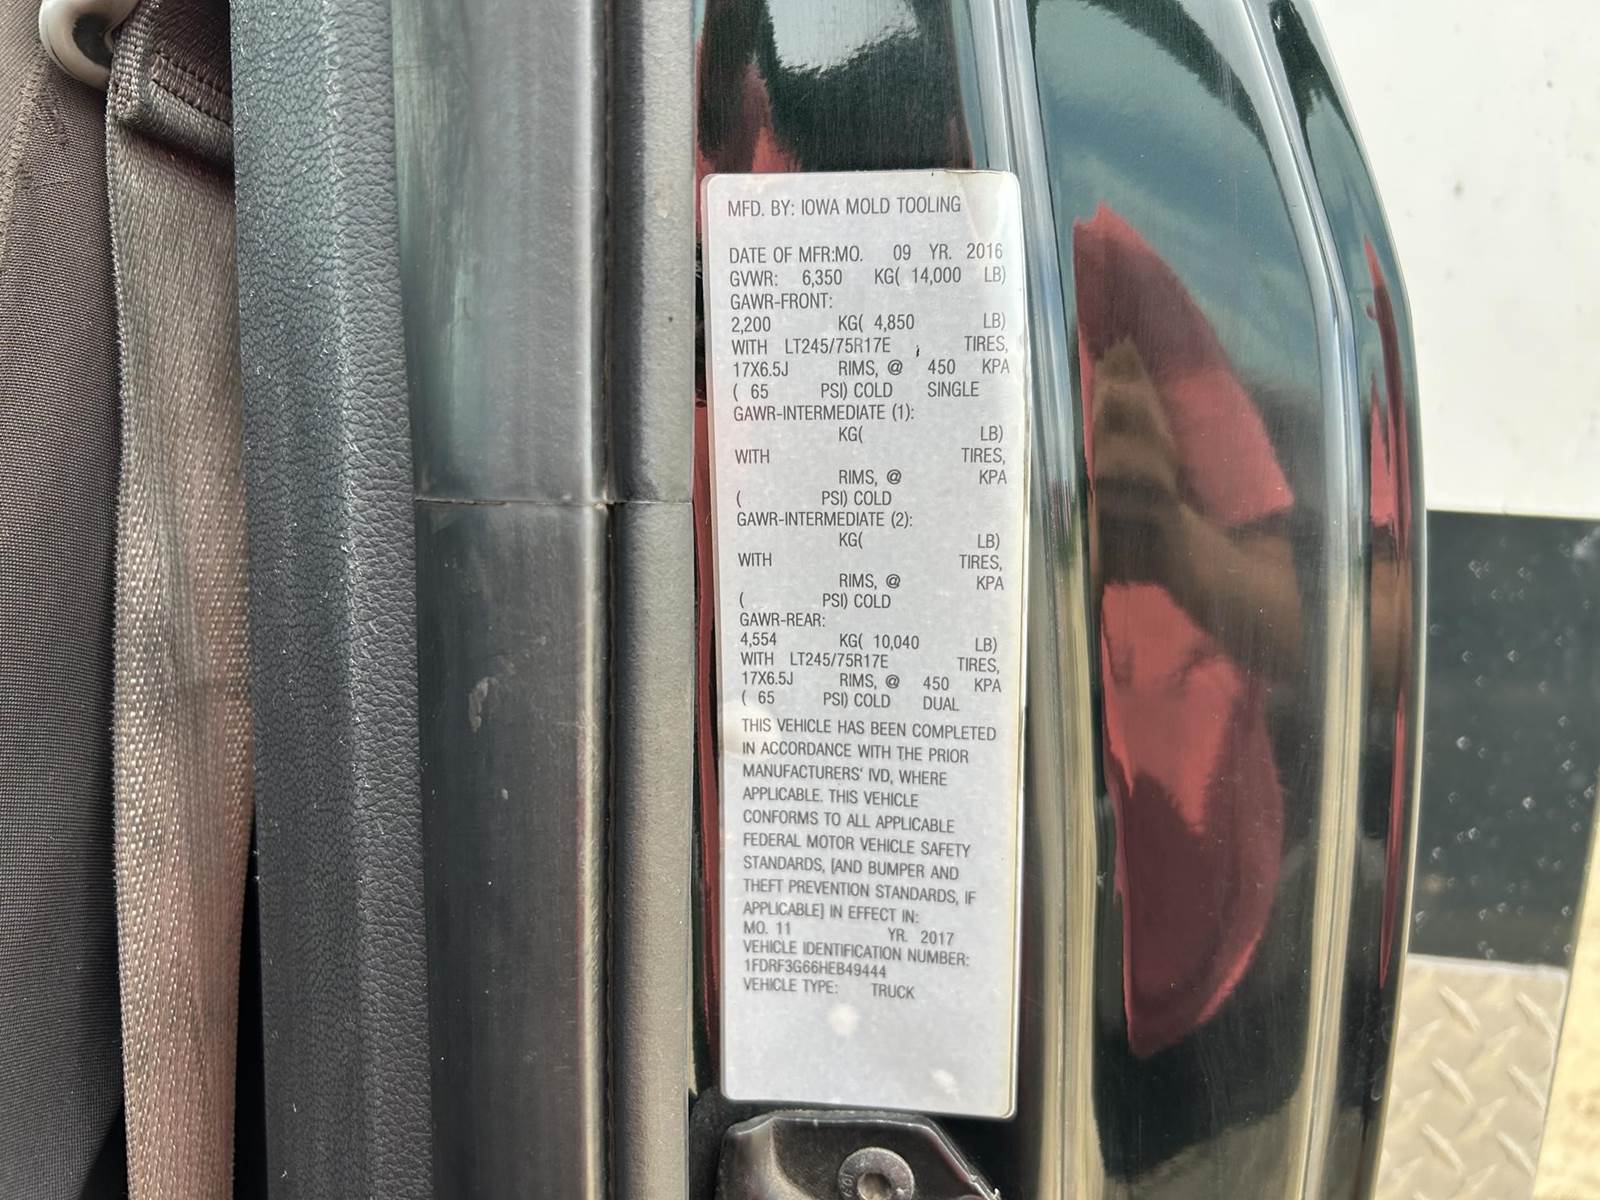 MFD. BY: IOWA MOLD TOOLING
DATE OF MFR:MO. 09 YR. 2016
GVWR: 6,350 KG( 14,000 LB)
GAWR-FRONT:
2,200 KG( 4,850 LB)
WITH LT245/75R17E , TIRES,
17X6.5J RIMS, @ 450 KPA
( 65 PSI) COLD SINGLE
GAWR-INTERMEDIATE (1):
KG( LB)
WITH TIRES,
RIMS, @ KPA
( PSI) COLD
GAWR-INTERMEDIATE (2):
KG( LB)
WITH TIRES,
RIMS, @ KPA
( PSI) COLD
GAWR-REAR:
4,554 KG( 10,040 LB)
WITH LT245/75R17E TIRES,
17X6.5J RIMS, @ 450 KPA
( 65 PSI) COLD DUAL
THIS VEHICLE HAS BEEN COMPLETED
IN ACCORDANCE WITH THE PRIOR
MANUFACTURERS' IVD, WHERE
APPLICABLE. THIS VEHICLE
CONFORMS TO ALL APPLICABLE
FEDERAL MOTOR VEHICLE SAFETY
STANDARDS, [AND BUMPER AND
THEFT PREVENTION STANDARDS, IF
APPLICABLE] IN EFFECT IN:
MO. 11 YR. 2017
VEHICLE IDENTIFICATION NUMBER:
1FDRF3G66HEB49444
VEHICLE TYPE: TRUCK